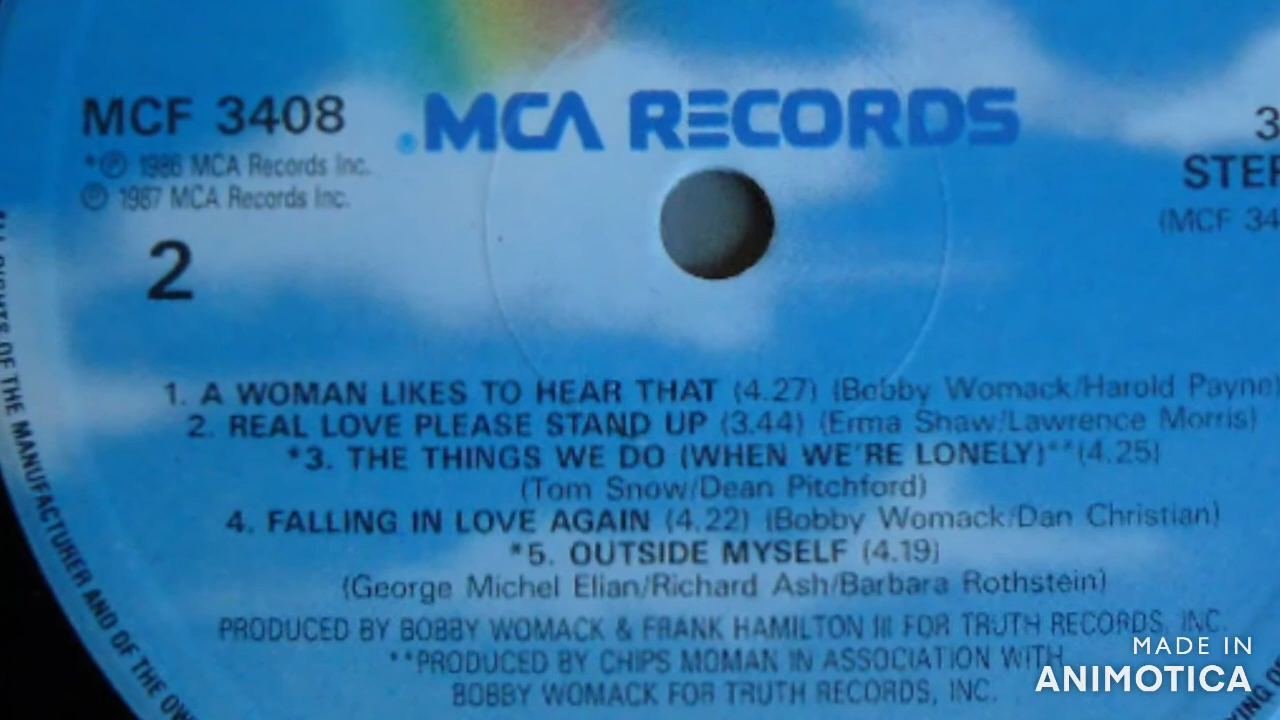 MCF 3408
MCA RECORDS
*Ⓟ 1986 MCA Records Inc.
Ⓟ 1987 MCA Records Inc.
3
STER
(MCF 34
2
1. A WOMAN LIKES TO HEAR THAT (4.27) (Bobby Womack/Harold Payne)
2. REAL LOVE PLEASE STAND UP (3.44) (Erma Shaw/Lawrence Morris)
*3. THE THINGS WE DO (WHEN WE'RE LONELY)**(4.25)
(Tom Snow/Dean Pitchford)
4. FALLING IN LOVE AGAIN (4.22) (Bobby Womack/Dan Christian)
*5. OUTSIDE MYSELF (4.19)
(George Michel Elian/Richard Ash/Barbara Rothstein)
PRODUCED BY BOBBY WOMACK & FRANK HAMILTON III FOR TRUTH RECORDS, INC.
**PRODUCED BY CHIPS MOMAN IN ASSOCIATION WITH
BOBBY WOMACK FOR TRUTH RECORDS, INC.
RIGHTS OF THE MANUFACTURER AND OF THE OW
MADE IN
ANIMOTICA